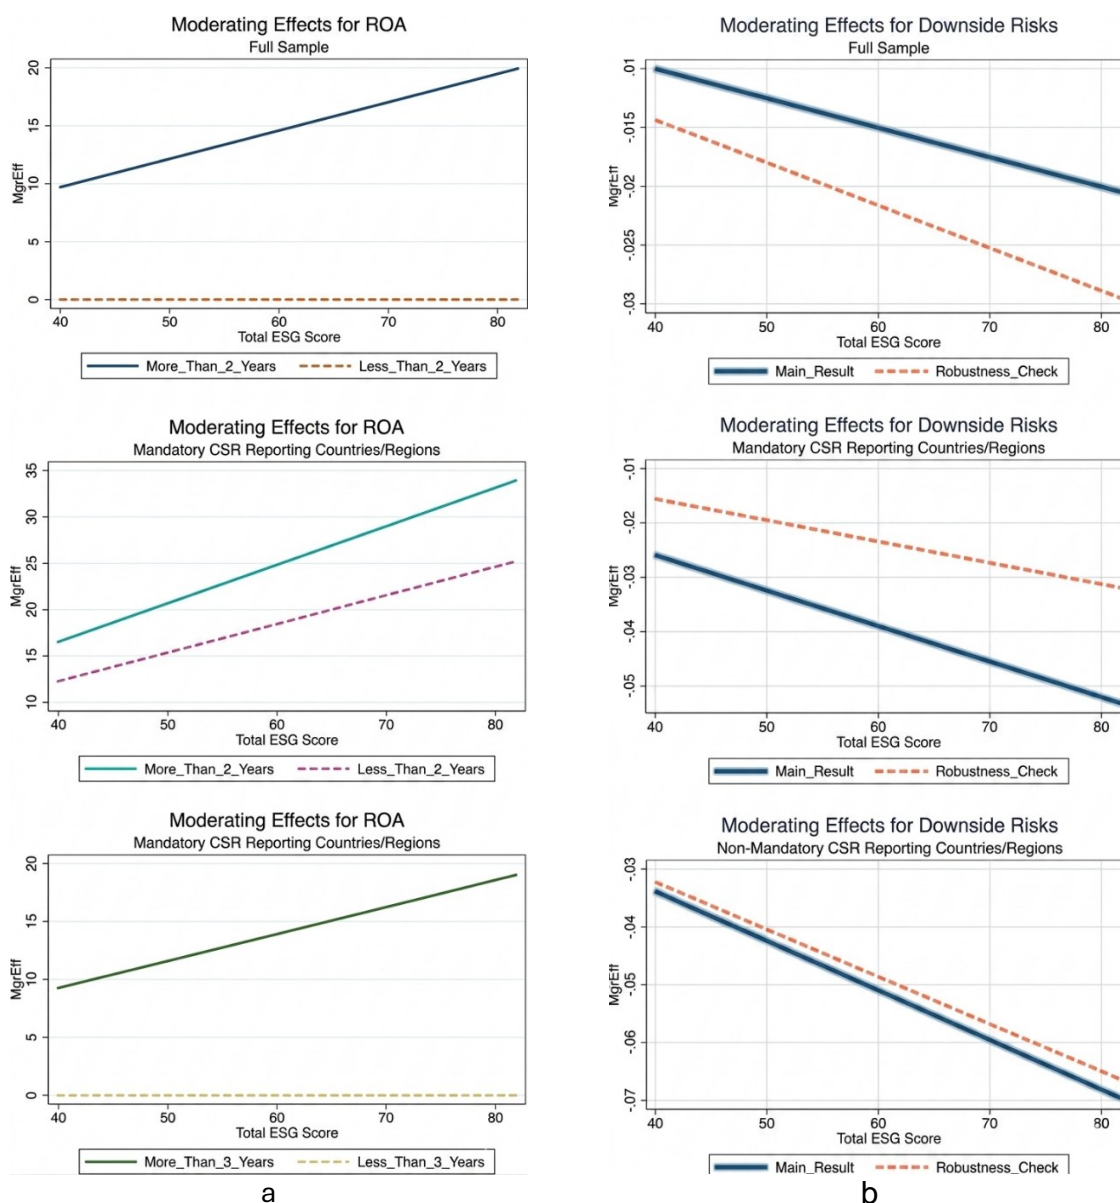 Moderating Effects for ROA
Full Sample
20
15
10
5
0
MgrEff
40 50 60 70 80
Total ESG Score
More_Than_2_Years Less_Than_2_Years
Moderating Effects for ROA
Mandatory CSR Reporting Countries/Regions
35
30
25
20
15
10
MgrEff
40 50 60 70 80
Total ESG Score
More_Than_2_Years Less_Than_2_Years
Moderating Effects for ROA
Mandatory CSR Reporting Countries/Regions
20
15
10
5
0
MgrEff
40 50 60 70 80
Total ESG Score
More_Than_3_Years Less_Than_3_Years
a
Moderating Effects for Downside Risks
Full Sample
.01
-.015
-.02
-.025
-.03
MgrEff
40 50 60 70 80
Total ESG Score
Main_Result Robustness_Check
Moderating Effects for Downside Risks
Mandatory CSR Reporting Countries/Regions
-.01
-.02
-.03
-.04
-.05
MgrEff
40 50 60 70 80
Total ESG Score
Main_Result Robustness_Check
Moderating Effects for Downside Risks
Non-Mandatory CSR Reporting Countries/Regions
-.03
-.04
-.05
-.06
-.07
MgrEff
40 50 60 70 80
Total ESG Score
Main_Result Robustness_Check
b